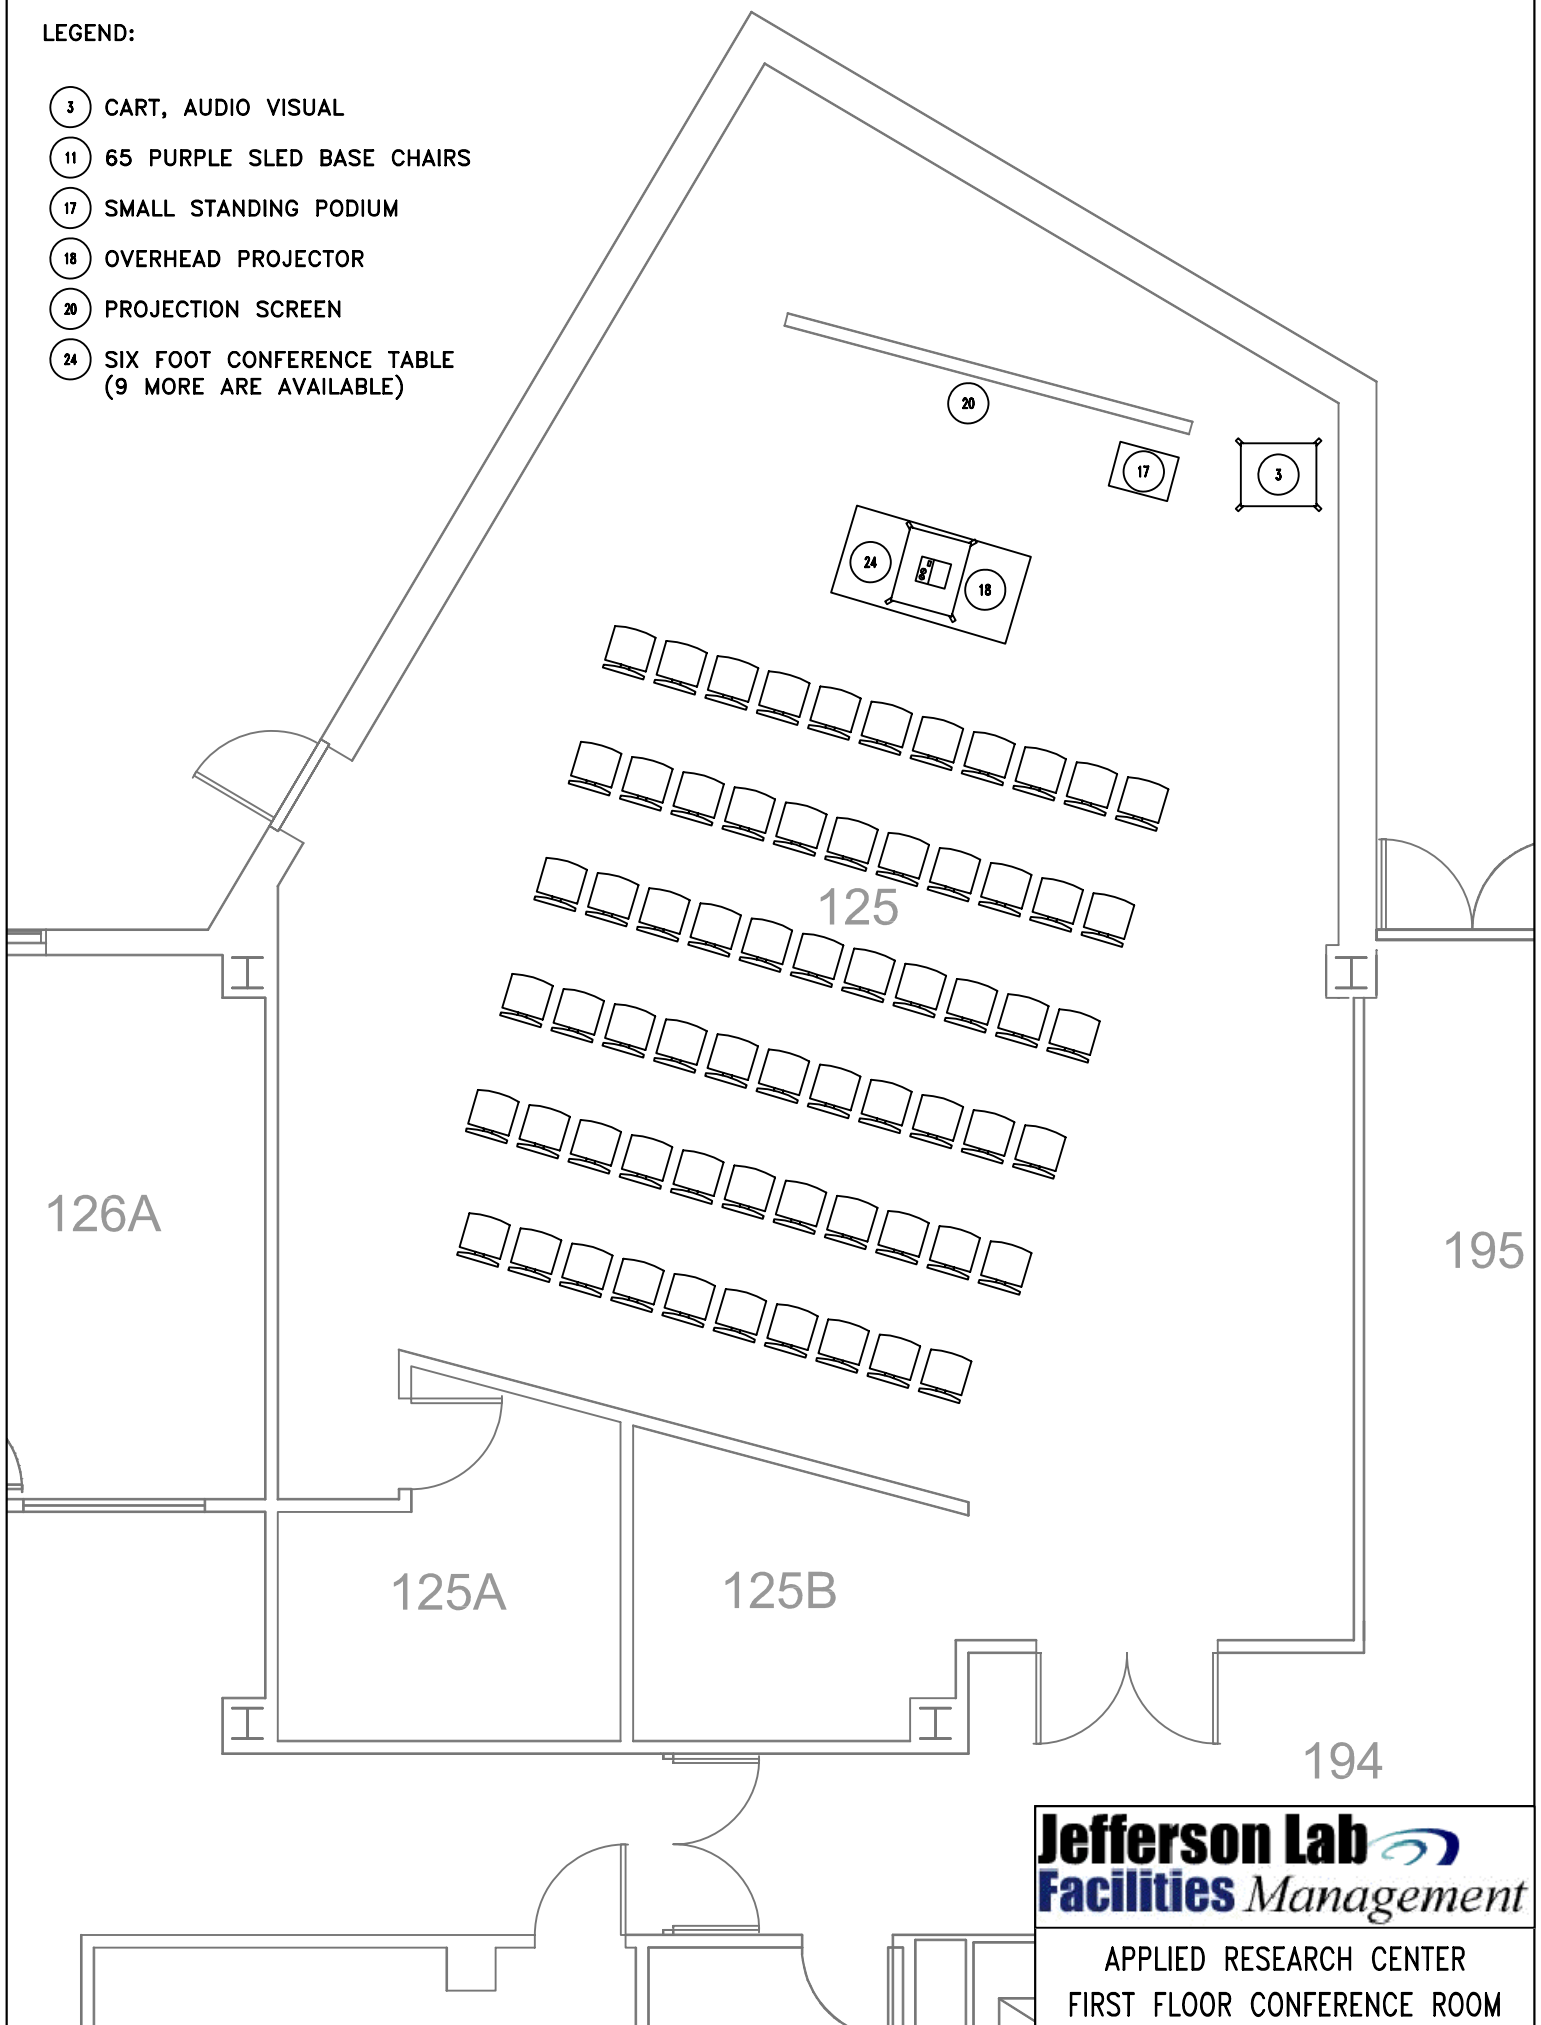 LEGEND:
3 CART, AUDIO VISUAL
11 65 PURPLE SLED BASE CHAIRS
17 SMALL STANDING PODIUM
18 OVERHEAD PROJECTOR
20 PROJECTION SCREEN
24 SIX FOOT CONFERENCE TABLE
(9 MORE ARE AVAILABLE)
20
17
3
24
18
125
126A
195
125A
125B
194
Jefferson Lab
Facilities Management
APPLIED RESEARCH CENTER
FIRST FLOOR CONFERENCE ROOM